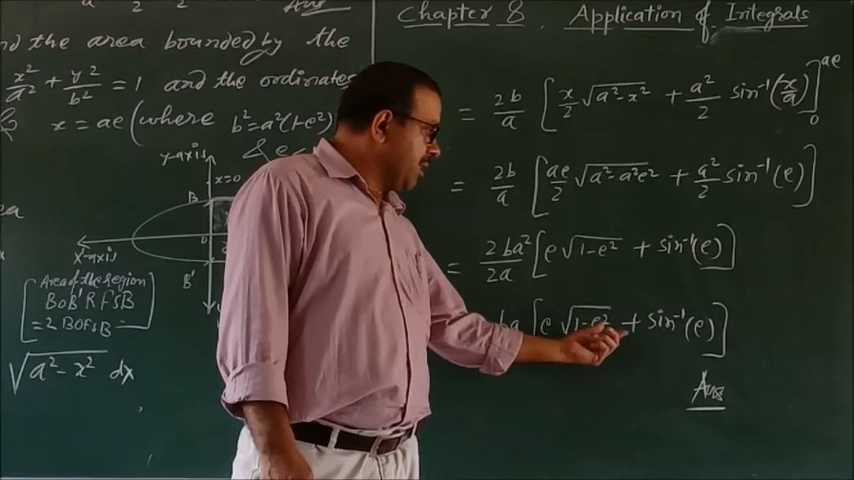 Chapter 8, Application of Integrals
nd the area bounded by the
x²/a² + y²/b² = 1 and the ordinates
x = ae (where b² = a²(1-e²)
& e <
y-axis x=0
B
x'-axis 0
B'
Area of the region
BOB'RFSB
= 2 BOFSB
√(a²-x²) dx
= 2b/a [x/2 √(a²-x²) + a²/2 sin⁻¹(x/a)]₀^ae
= 2b/a [ae/2 √(a²-a²e²) + a²/2 sin⁻¹(e)]
= 2ba²/2a [e √(1-e²) + sin⁻¹(e)]
ba [e √(1-e²) + sin⁻¹(e)]
Ans